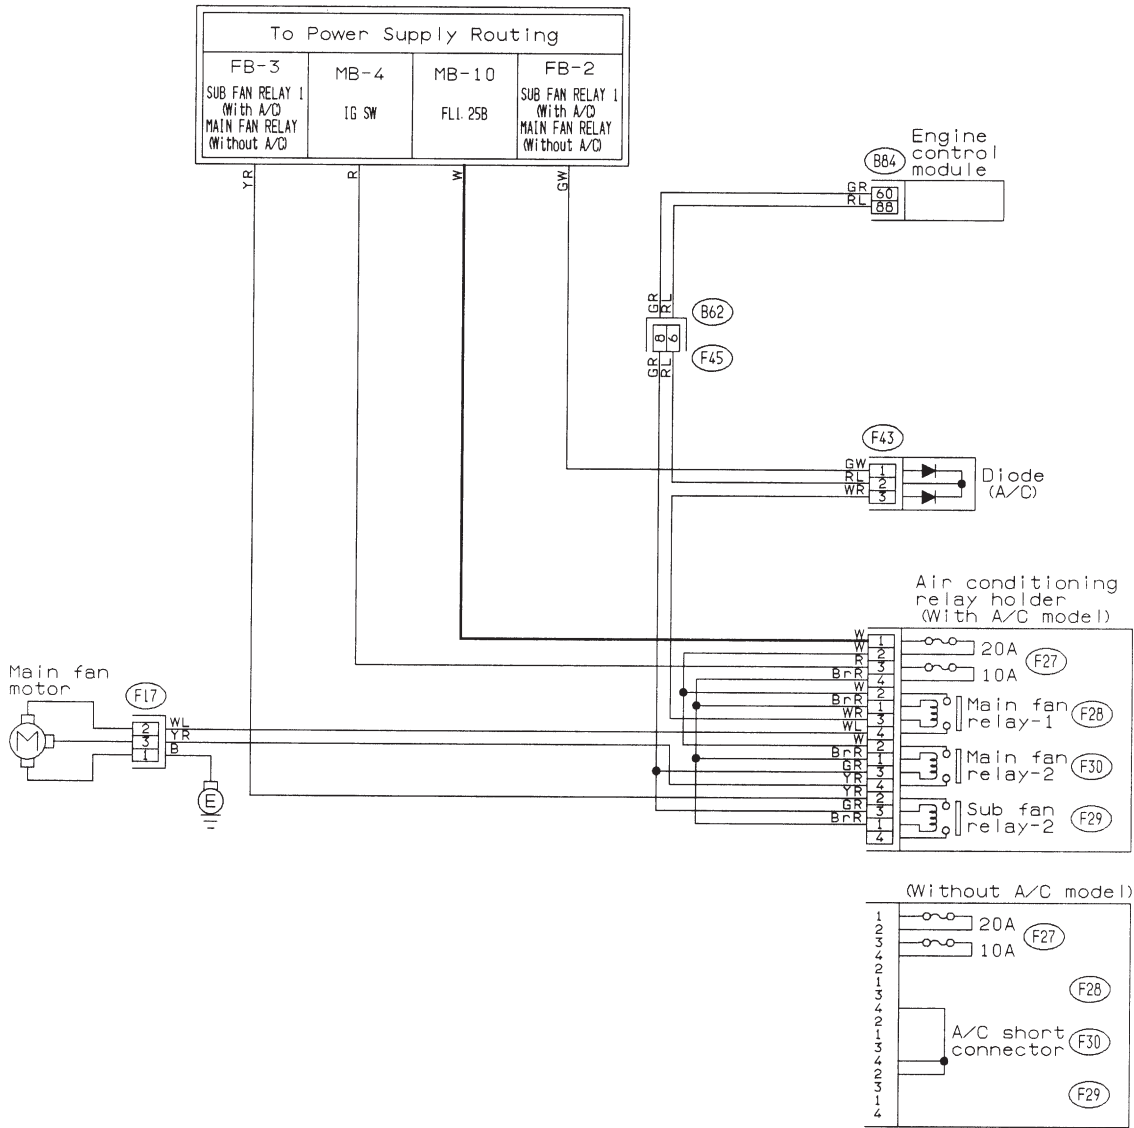 To Power Supply Routing
FB-3
SUB FAN RELAY 1
(With A/C)
MAIN FAN RELAY
(Without A/C)
MB-4
IG SW
MB-10
FL1. 25B
FB-2
SUB FAN RELAY 1
(With A/C)
MAIN FAN RELAY
(Without A/C)
YR
R
W
GW
B84
Engine
control
module
GR
60
RL
88
GR
RL
B62
8
6
F45
GR
RL
F43
GW
1
RL
2
WR
3
Diode
(A/C)
Air conditioning
relay holder
(With A/C model)
W
1
W
2
20A
R
3
F27
BrR
4
10A
W
2
BrR
1
Main fan
WR
3
relay-1
F28
WL
4
W
2
BrR
1
Main fan
GR
3
relay-2
F30
YR
4
YR
2
GR
3
Sub fan
BrR
1
relay-2
F29
4
Main fan
motor
F17
M
2
WL
3
YR
1
B
E
(Without A/C model)
1
2
20A
3
F27
4
10A
2
1
3
F28
4
2
1
A/C short
3
connector
F30
4
2
3
F29
1
4